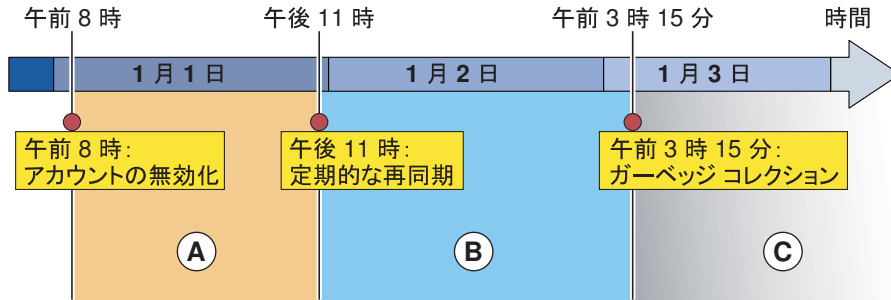 午前 8 時
午後 11 時
午前 3 時 15 分
時間
1 月 1 日
1 月 2 日
1 月 3 日
午前 8 時:
アカウントの無効化
午後 11 時:
定期的な再同期
午前 3 時 15 分:
ガーベッジ コレクション
A
B
C